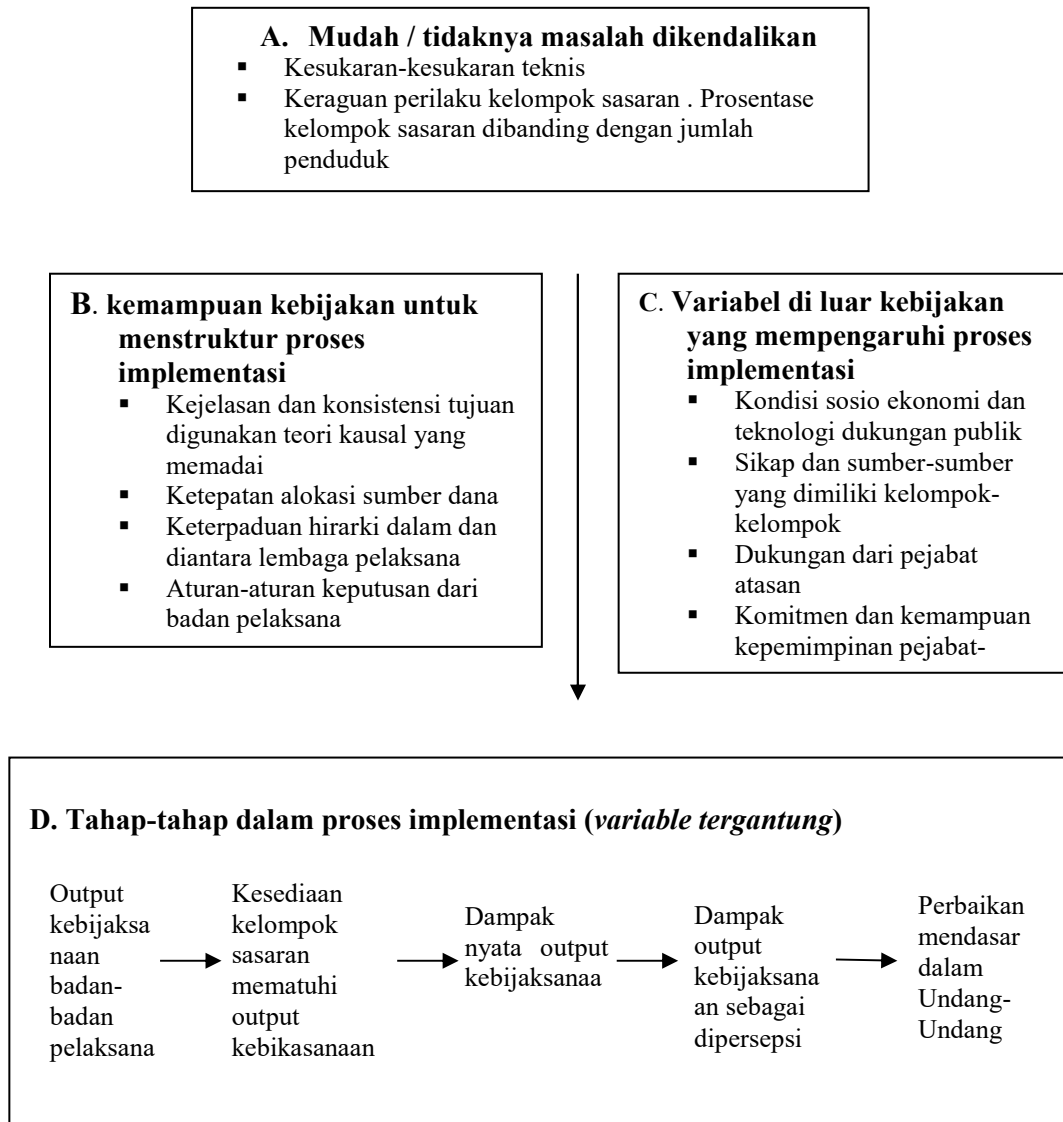 A. Mudah / tidaknya masalah dikendalikan
▪ Kesukaran-kesukaran teknis
▪ Keraguan perilaku kelompok sasaran . Prosentase
kelompok sasaran dibanding dengan jumlah
penduduk
B. kemampuan kebijakan untuk
menstruktur proses
implementasi
▪ Kejelasan dan konsistensi tujuan
digunakan teori kausal yang
memadai
▪ Ketepatan alokasi sumber dana
▪ Keterpaduan hirarki dalam dan
diantara lembaga pelaksana
▪ Aturan-aturan keputusan dari
badan pelaksana
C. Variabel di luar kebijakan
yang mempengaruhi proses
implementasi
▪ Kondisi sosio ekonomi dan
teknologi dukungan publik
▪ Sikap dan sumber-sumber
yang dimiliki kelompok-
kelompok
▪ Dukungan dari pejabat
atasan
▪ Komitmen dan kemampuan
kepemimpinan pejabat-
D. Tahap-tahap dalam proses implementasi (variable tergantung)
Output
kebijaksa
naan
badan-
badan
pelaksana
Kesediaan
kelompok
sasaran
mematuhi
output
kebikasanaan
Dampak
nyata output
kebijaksanaa
Dampak
output
kebijaksana
an sebagai
dipersepsi
Perbaikan
mendasar
dalam
Undang-
Undang